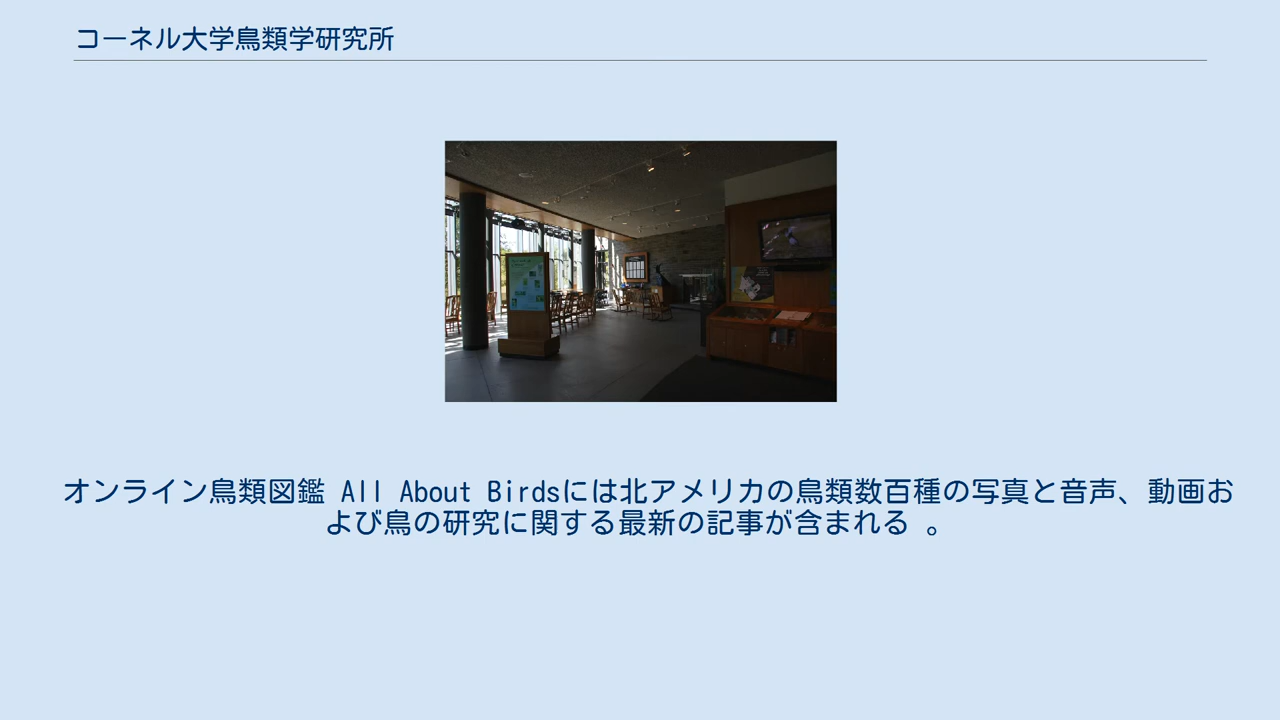 コーネル大学鳥類学研究所
オンライン鳥類図鑑 All About Birdsには北アメリカの鳥類数百種の写真と音声、動画お
よび鳥の研究に関する最新の記事が含まれる 。